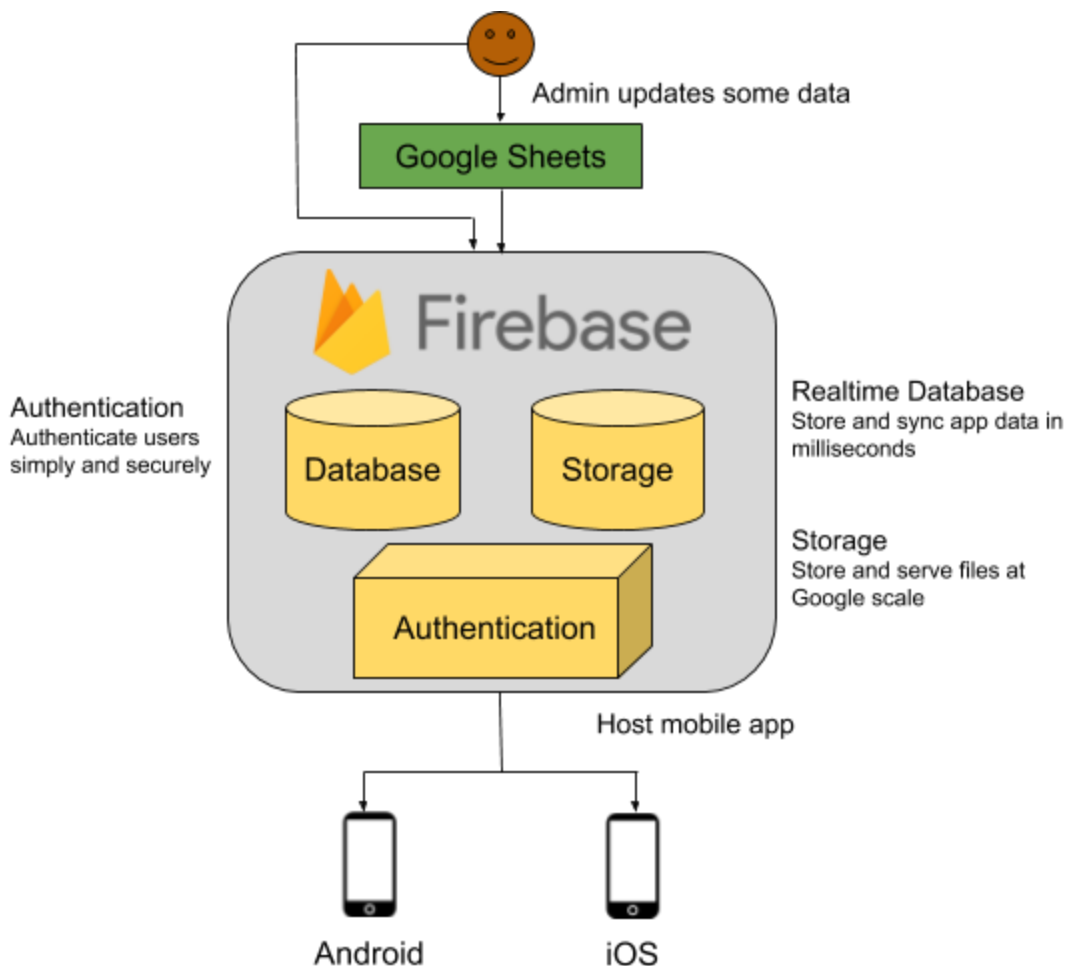 Admin updates some data
Google Sheets
Firebase
Authentication
Authenticate users
simply and securely
Realtime Database
Store and sync app data in
milliseconds
Database
Storage
Storage
Store and serve files at
Google scale
Authentication
Host mobile app
Android
iOS